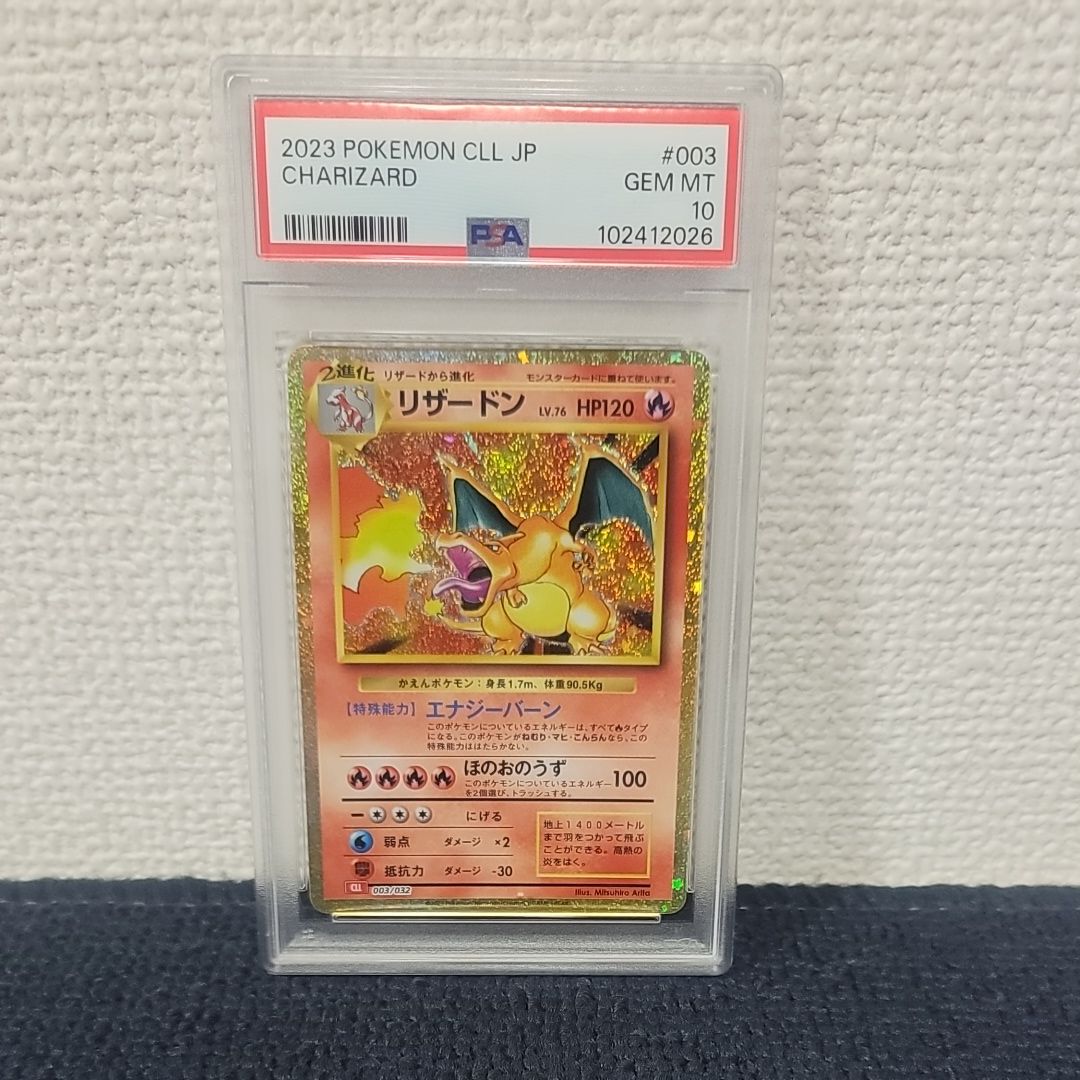 2023 POKEMON CLL JP #003
CHARIZARD GEM MT
10
PSA 102412026
2進化 リザードから進化 モンスターカードに重ねて使います。
リザードン LV.76 HP120
かえんポケモン:身長1.7m、体重90.5Kg
【特殊能力】エナジーバーン
このポケモンについているエネルギーは、すべて タイプ
になる。このポケモンがねむり・マヒ・こんらんなら、この
特殊能力ははたらかない。
ほのおのうず 100
このポケモンについているエネルギー
を2個選び、トラッシュする。
にげる
弱点 ダメージ ×2
抵抗力 ダメージ -30
地上1400メートル
まで羽をつかって飛ぶ
ことができる。高熱の
炎をはく。
CLL 003/032 Illus. Mitsuhiro Arita